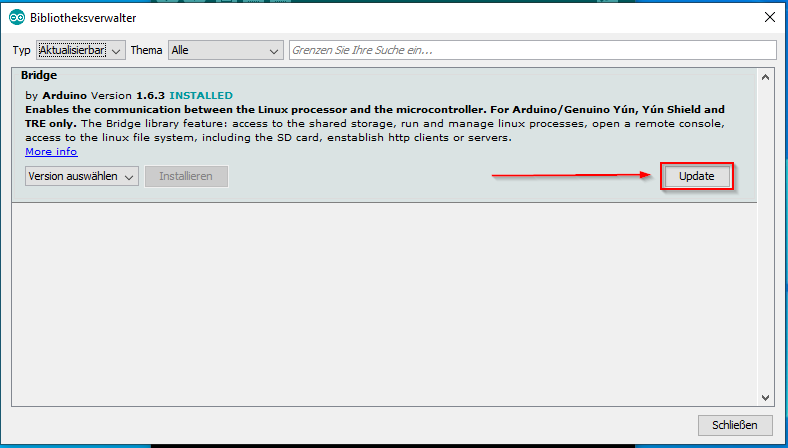 Bibliotheksverwalter
Typ Aktualisierbar Thema Alle Grenzen Sie Ihre Suche ein...
Bridge
by Arduino Version 1.6.3 INSTALLED
Enables the communication between the Linux processor and the microcontroller. For Arduino/Genuino Yún, Yún Shield and
TRE only. The Bridge library feature: access to the shared storage, run and manage linux processes, open a remote console,
access to the linux file system, including the SD card, enstablish http clients or servers.
More info
Version auswählen Installieren Update
Schließen